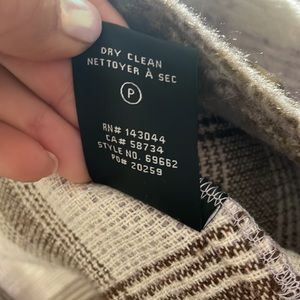 DRY CLEAN
NETTOYER À SEC
P
RN# 143044
CA# 58734
STYLE NO. 69662
PO# 20259